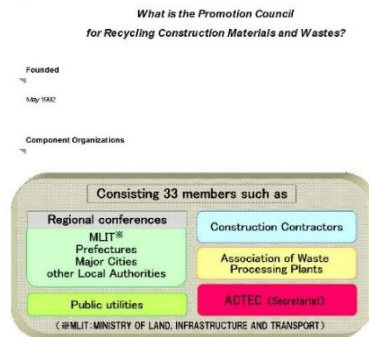 What is the Promotion Council
for Recycling Construction Materials and Wastes?
Founded
May 1992
Component Organizations
Consisting 33 members such as
Regional conferences
MLIT※
Prefectures
Major Cities
other Local Authorities
Public utilities
Construction Contractors
Association of Waste
Processing Plants
ACTEC (Secretariat)
(※MLIT:MINISTRY OF LAND, INFRASTRUCTURE AND TRANSPORT)